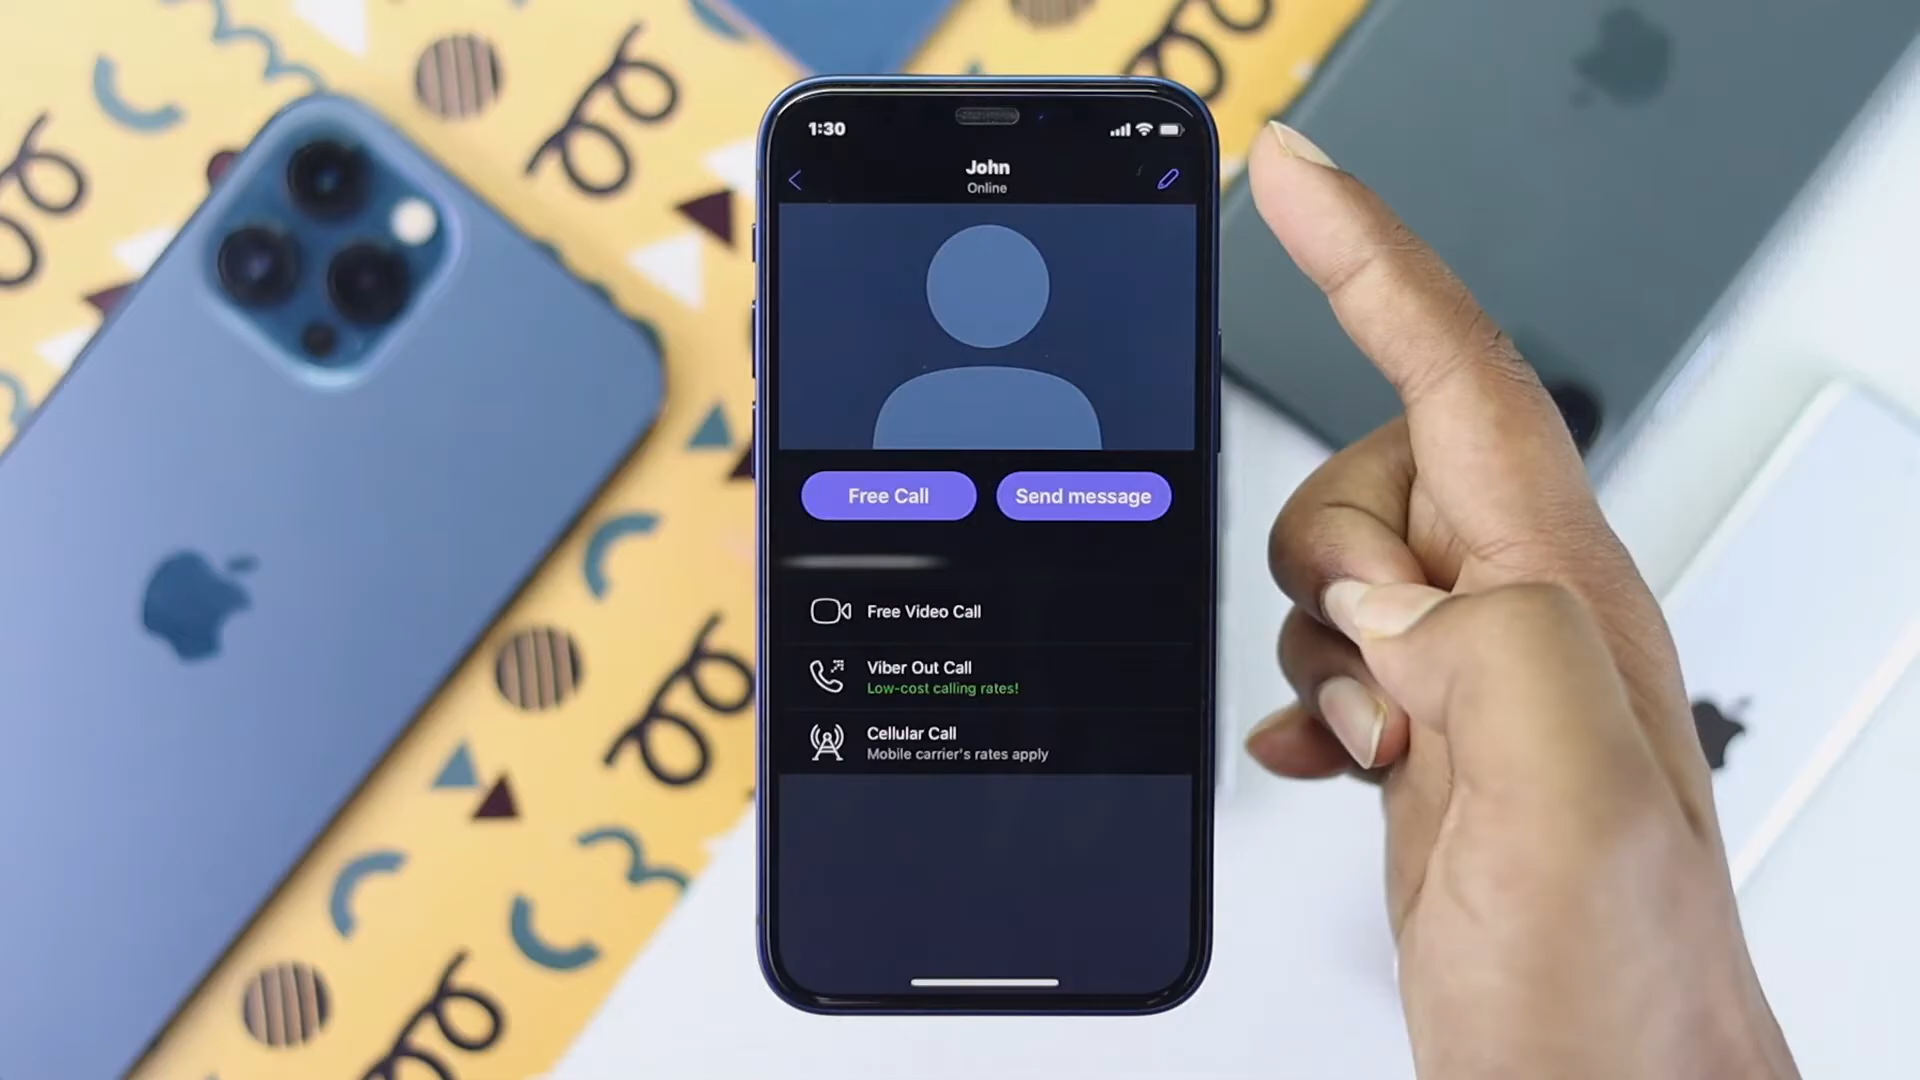 1:30
John
Online
Free Call
Send message
Free Video Call
Viber Out Call
Low-cost calling rates!
Cellular Call
Mobile carrier's rates apply